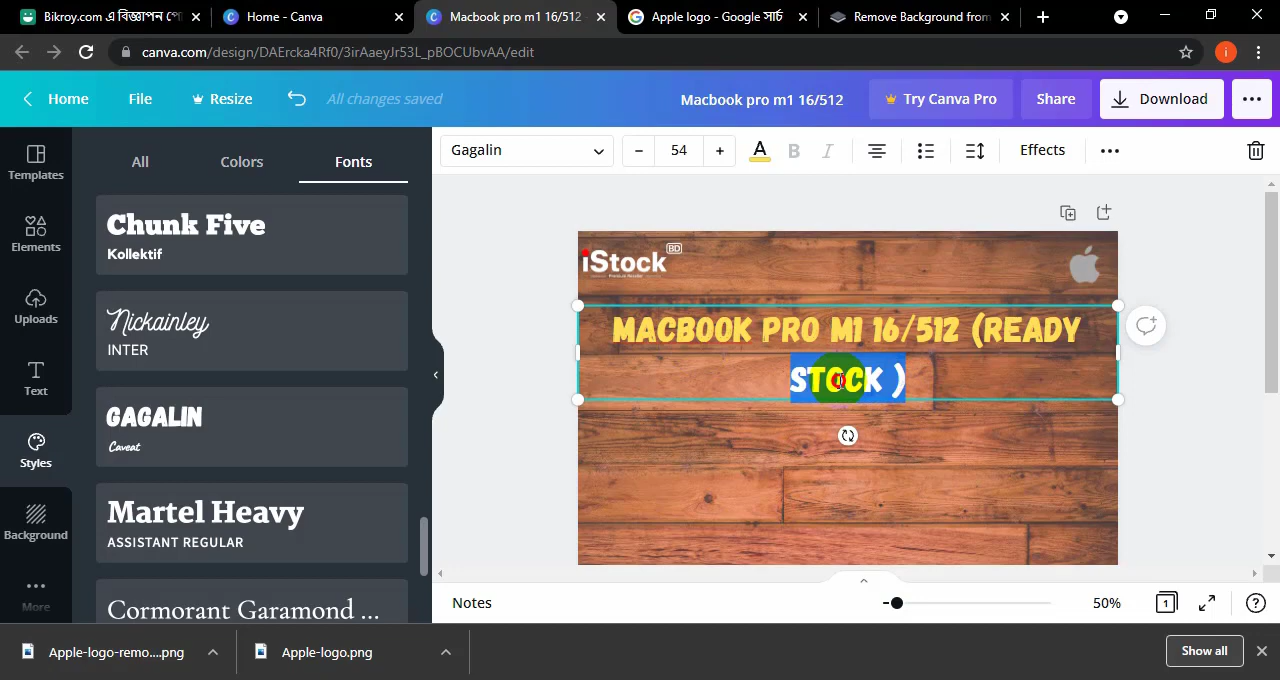 Bikroy.com এ বিজ্ঞাপন পে
Home - Canva
Macbook pro m1 16/512 -
Apple logo - Google সার্চ
Remove Background from
canva.com/design/DAErcka4Rf0/3irAaeyJr53L_pBOCUbvAA/edit
i
Home
File
Resize
All changes saved
Macbook pro m1 16/512
Try Canva Pro
Share
Download
Templates
Elements
Uploads
Text
Styles
Background
More
All
Colors
Fonts
Chunk Five
Kollektif
Nickainley
INTER
GAGALIN
Caveat
Martel Heavy
ASSISTANT REGULAR
Cormorant Garamond ...
Gagalin
- 54 +
A B I
Effects
iStock BD
Premium Reseller
MACBOOK PRO M1 16/512 (READY
STOCK )
Notes
50%
1
Apple-logo-remo....png
Apple-logo.png
Show all